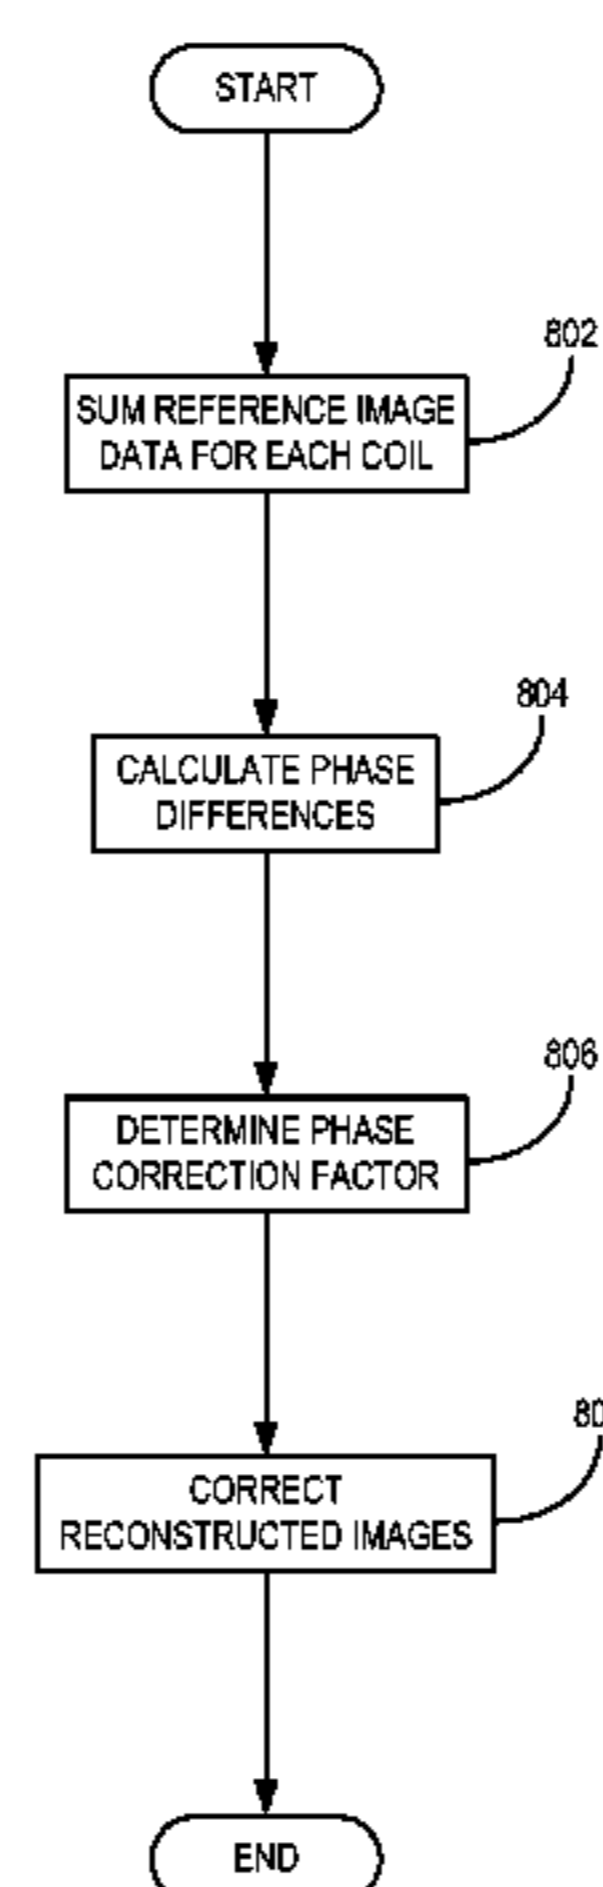 START
802
SUM REFERENCE IMAGE
DATA FOR EACH COIL
804
CALCULATE PHASE
DIFFERENCES
806
DETERMINE PHASE
CORRECTION FACTOR
CORRECT
RECONSTRUCTED IMAGES
END